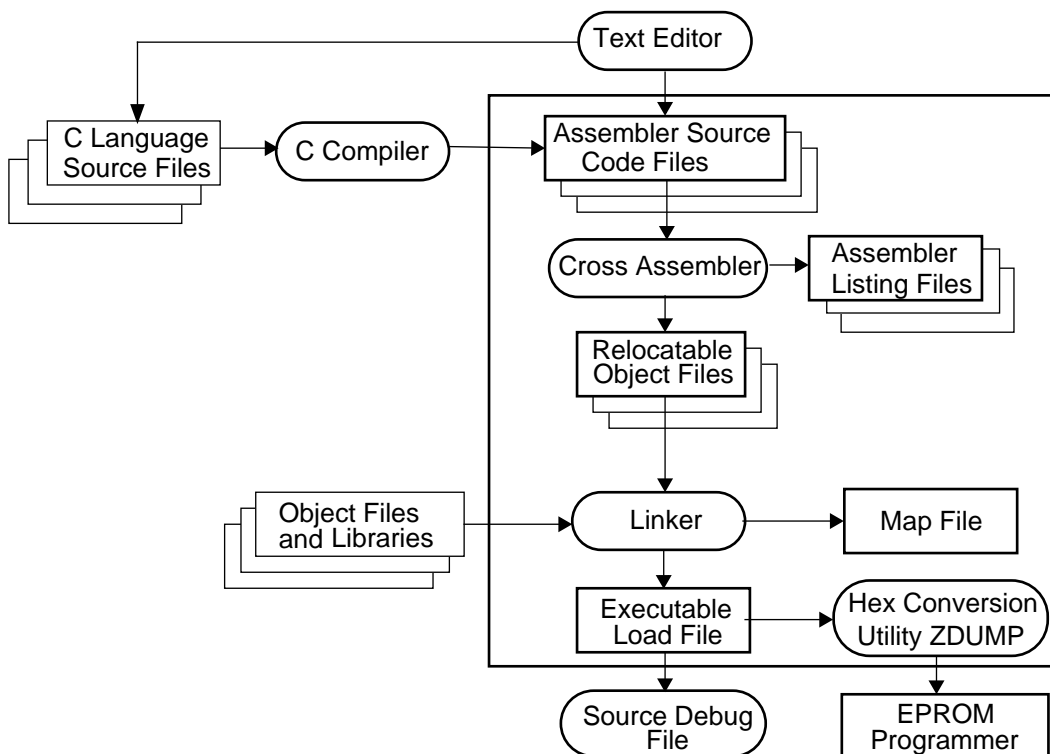 Text Editor
C Language
Source Files
C Compiler
Assembler Source
Code Files
Cross Assembler
Assembler
Listing Files
Relocatable
Object Files
Object Files
and Libraries
Linker
Map File
Executable
Load File
Hex Conversion
Utility ZDUMP
Source Debug
File
EPROM
Programmer